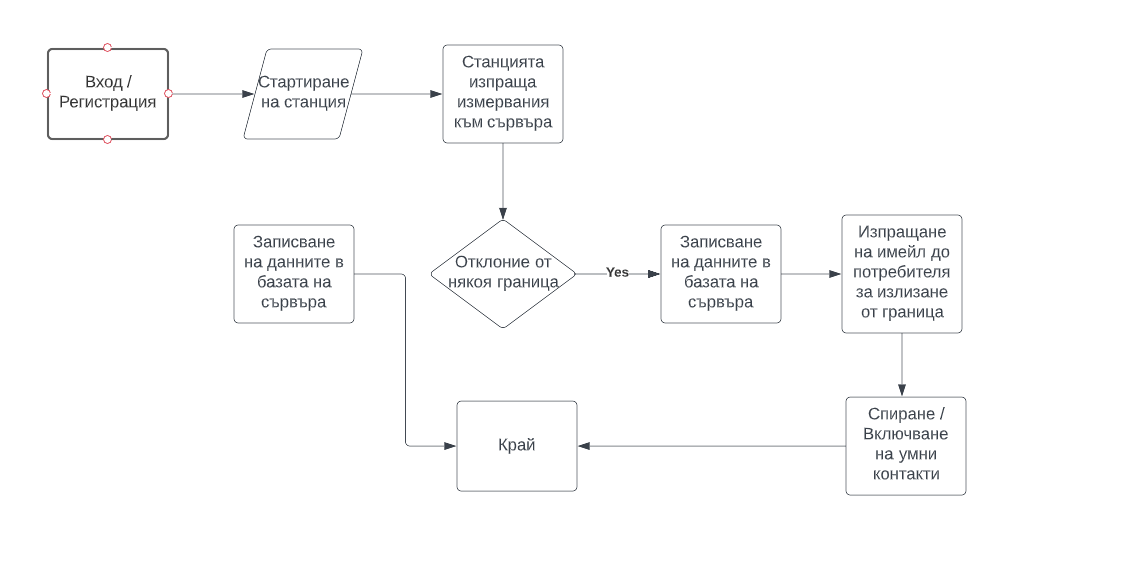 Вход /
Регистрация
Стартиране
на станция
Станцията
изпраща
измервания
към сървъра
Записване
на данните в
базата на
сървъра
Отклоние от
някоя граница
Yes
Записване
на данните в
базата на
сървъра
Изпращане
на имейл до
потребителя
за излизане
от граница
Край
Спиране /
Включване
на умни
контакти